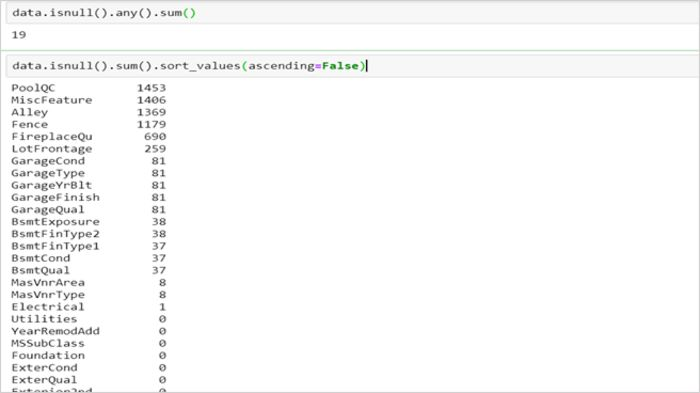 data.isnull().any().sum()
19
data.isnull().sum().sort_values(ascending=False)
PoolQC 1453
MiscFeature 1406
Alley 1369
Fence 1179
FireplaceQu 690
LotFrontage 259
GarageCond 81
GarageType 81
GarageYrBlt 81
GarageFinish 81
GarageQual 81
BsmtExposure 38
BsmtFinType2 38
BsmtFinType1 37
BsmtCond 37
BsmtQual 37
MasVnrArea 8
MasVnrType 8
Electrical 1
Utilities 0
YearRemodAdd 0
MSSubClass 0
Foundation 0
ExterCond 0
ExterQual 0